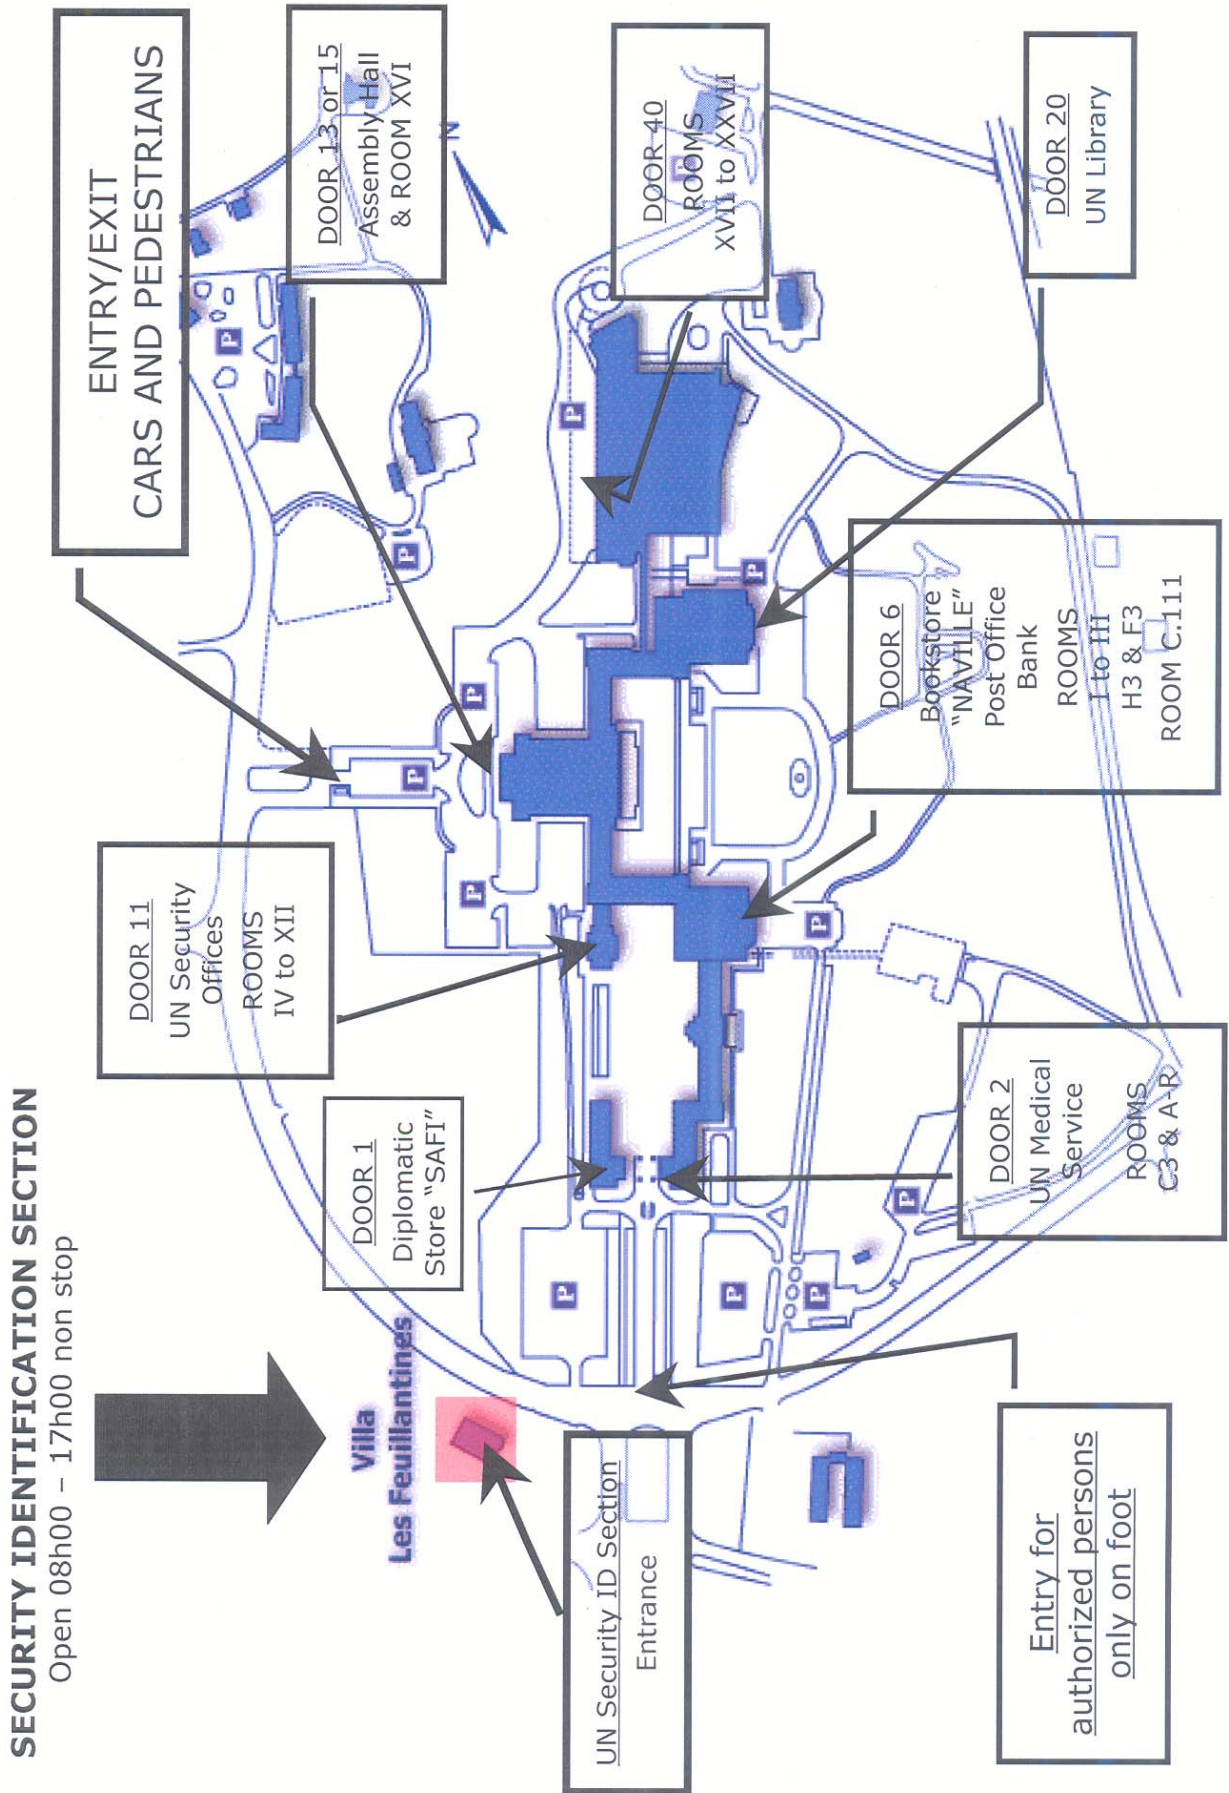 SECURITY IDENTIFICATION SECTION
Open 08h00 – 17h00 non stop
ENTRY/EXIT
CARS AND PEDESTRIANS
DOOR 11
UN Security
Offices
ROOMS
IV to XII
DOOR 13 or 15
Assembly Hall
& ROOM XVI
N
Villa
Les Feuillantines
DOOR 1
Diplomatic
Store "SAFI"
P
P
P
P
P
P
P
P
P
P
P
P
P
DOOR 40
ROOMS
XVII to XXVII
UN Security ID Section
Entrance
DOOR 6
Bookstore
"NAVILLE"
Post Office
Bank
ROOMS
I to III
H3 & F3
ROOM C.111
DOOR 20
UN Library
DOOR 2
UN Medical
Service
ROOMS
C3 & A-R
Entry for
authorized persons
only on foot